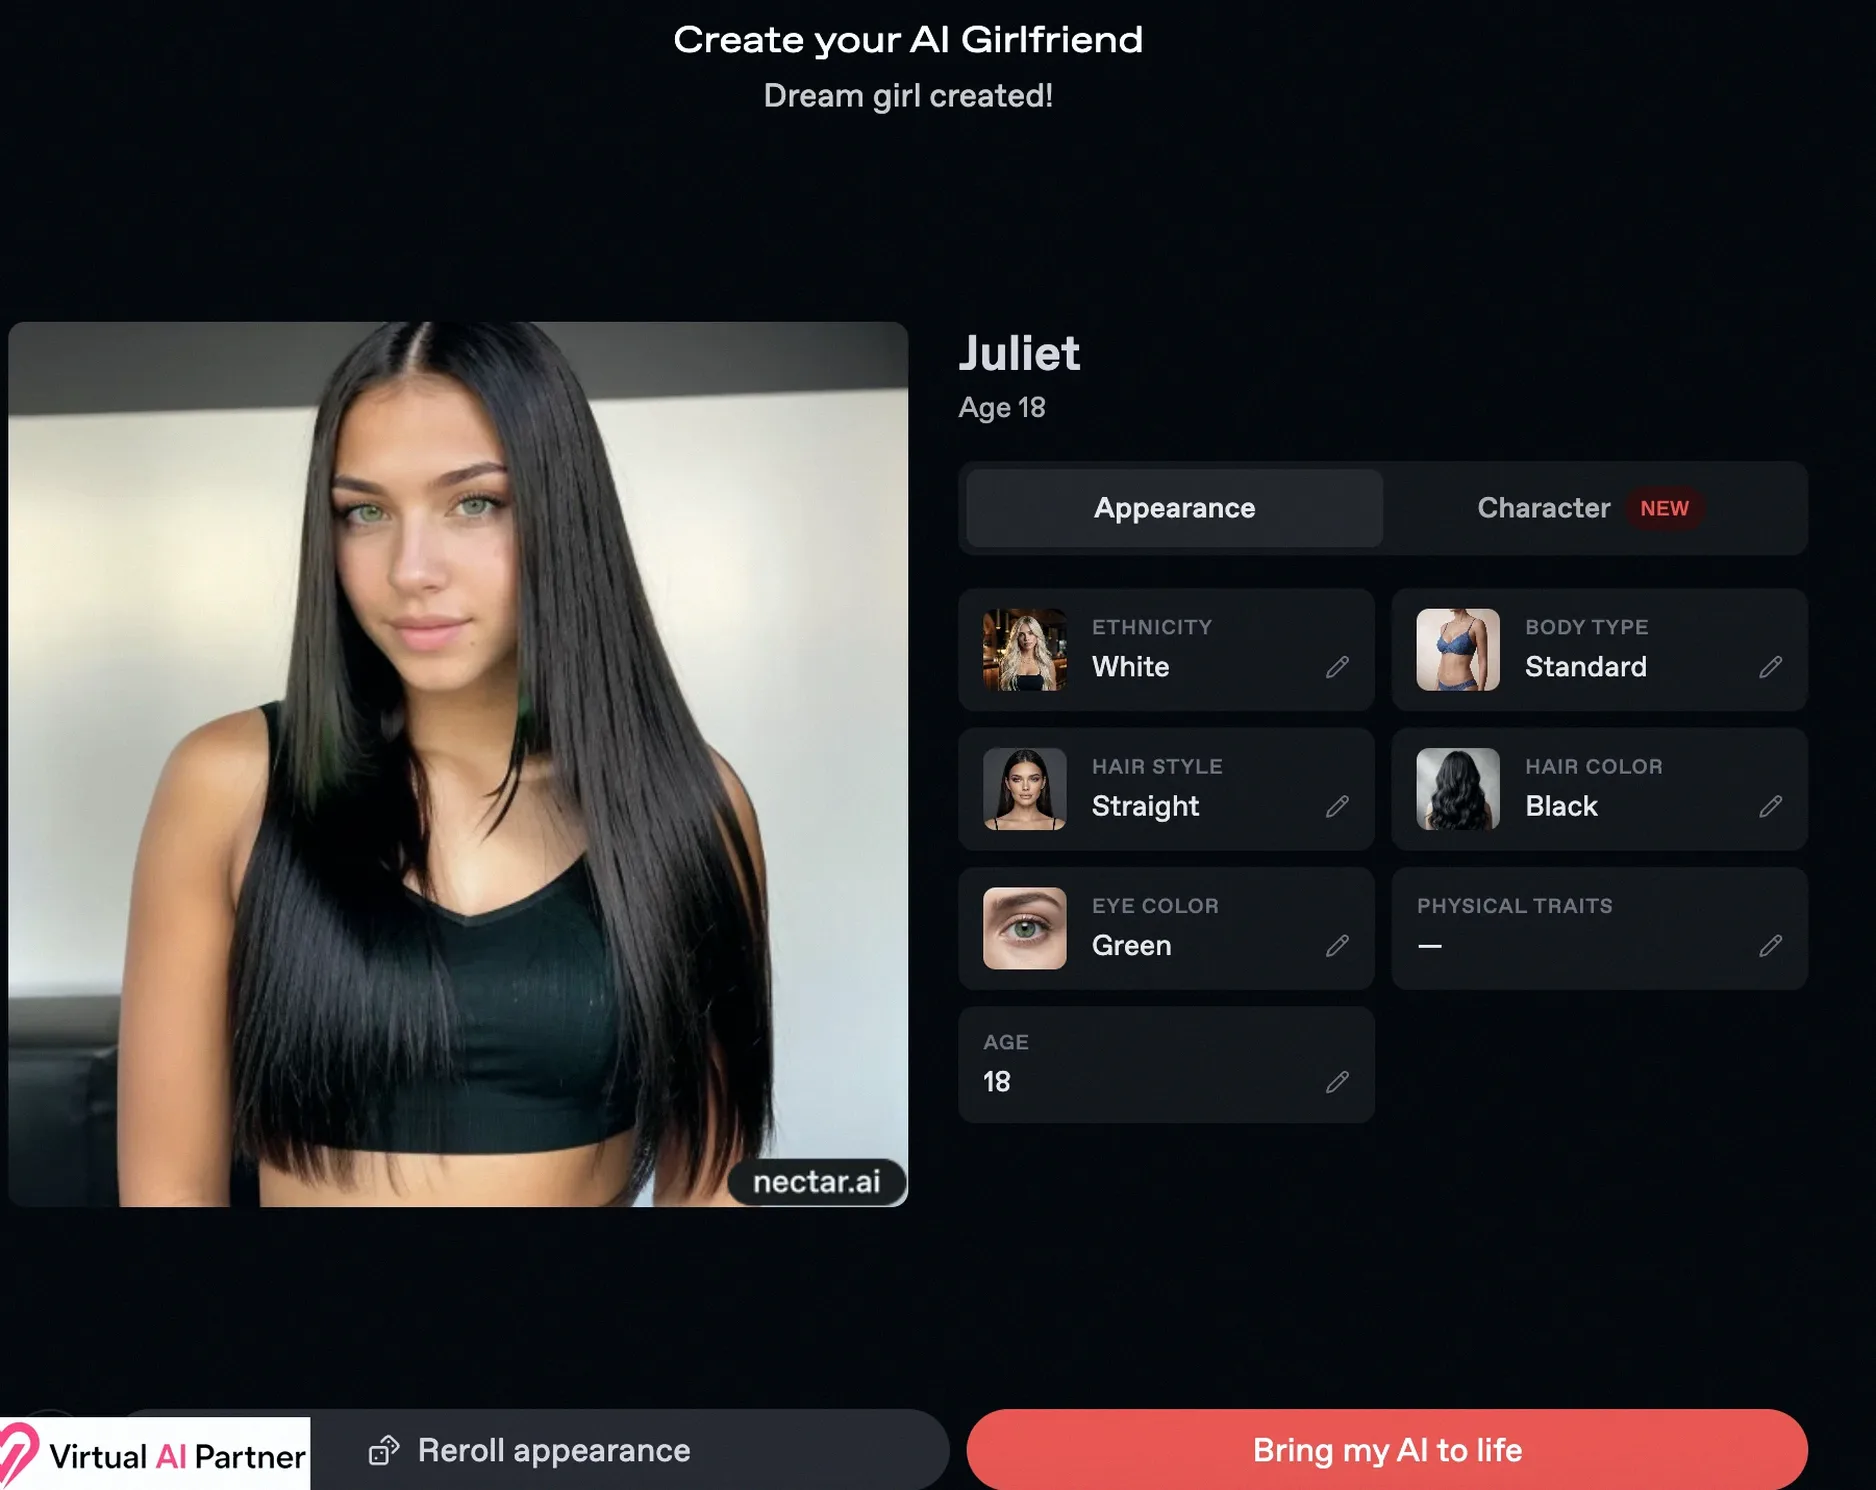 Create your AI Girlfriend
Dream girl created!
Juliet
Age 18
Appearance
Character NEW
ETHNICITY
White
BODY TYPE
Standard
HAIR STYLE
Straight
HAIR COLOR
Black
EYE COLOR
Green
PHYSICAL TRAITS
—
AGE
18
nectar.ai
Virtual AI Partner
Reroll appearance
Bring my AI to life